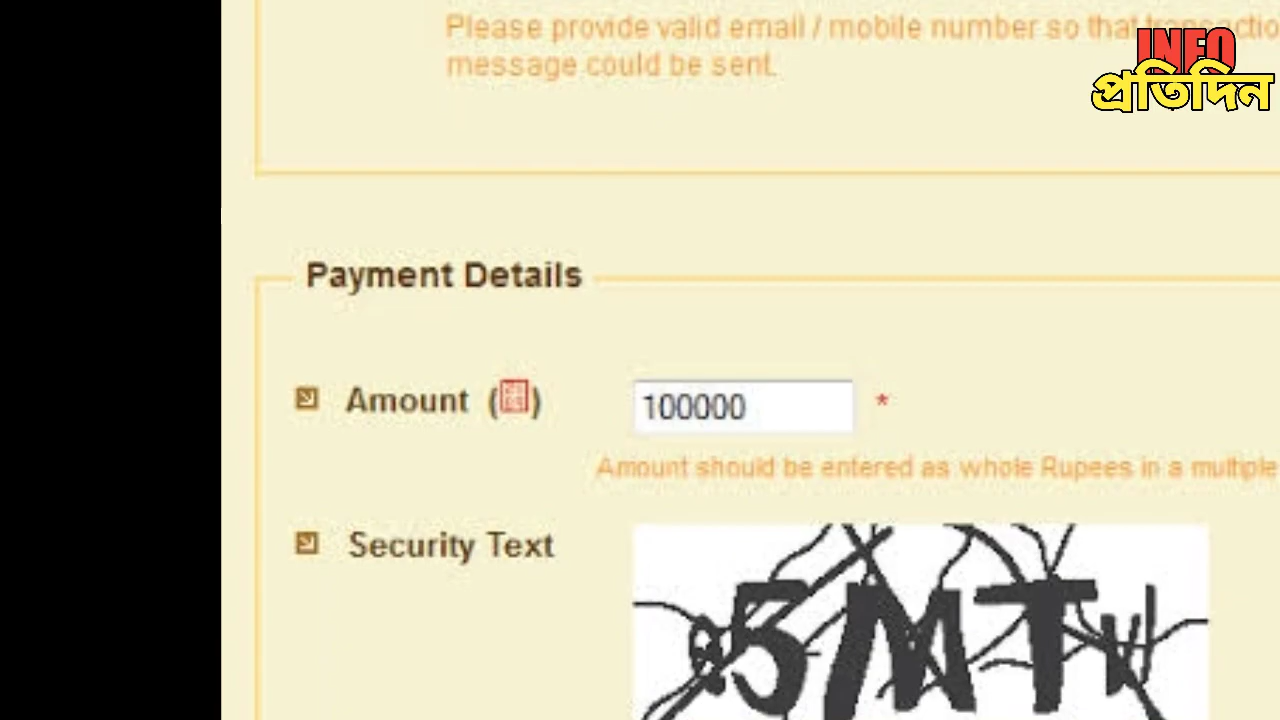 Please provide valid email / mobile number so that
message could be sent.
INFO
প্রতিদিন
Payment Details
Amount ( )
100000 *
Amount should be entered as whole Rupees in a multiple
Security Text